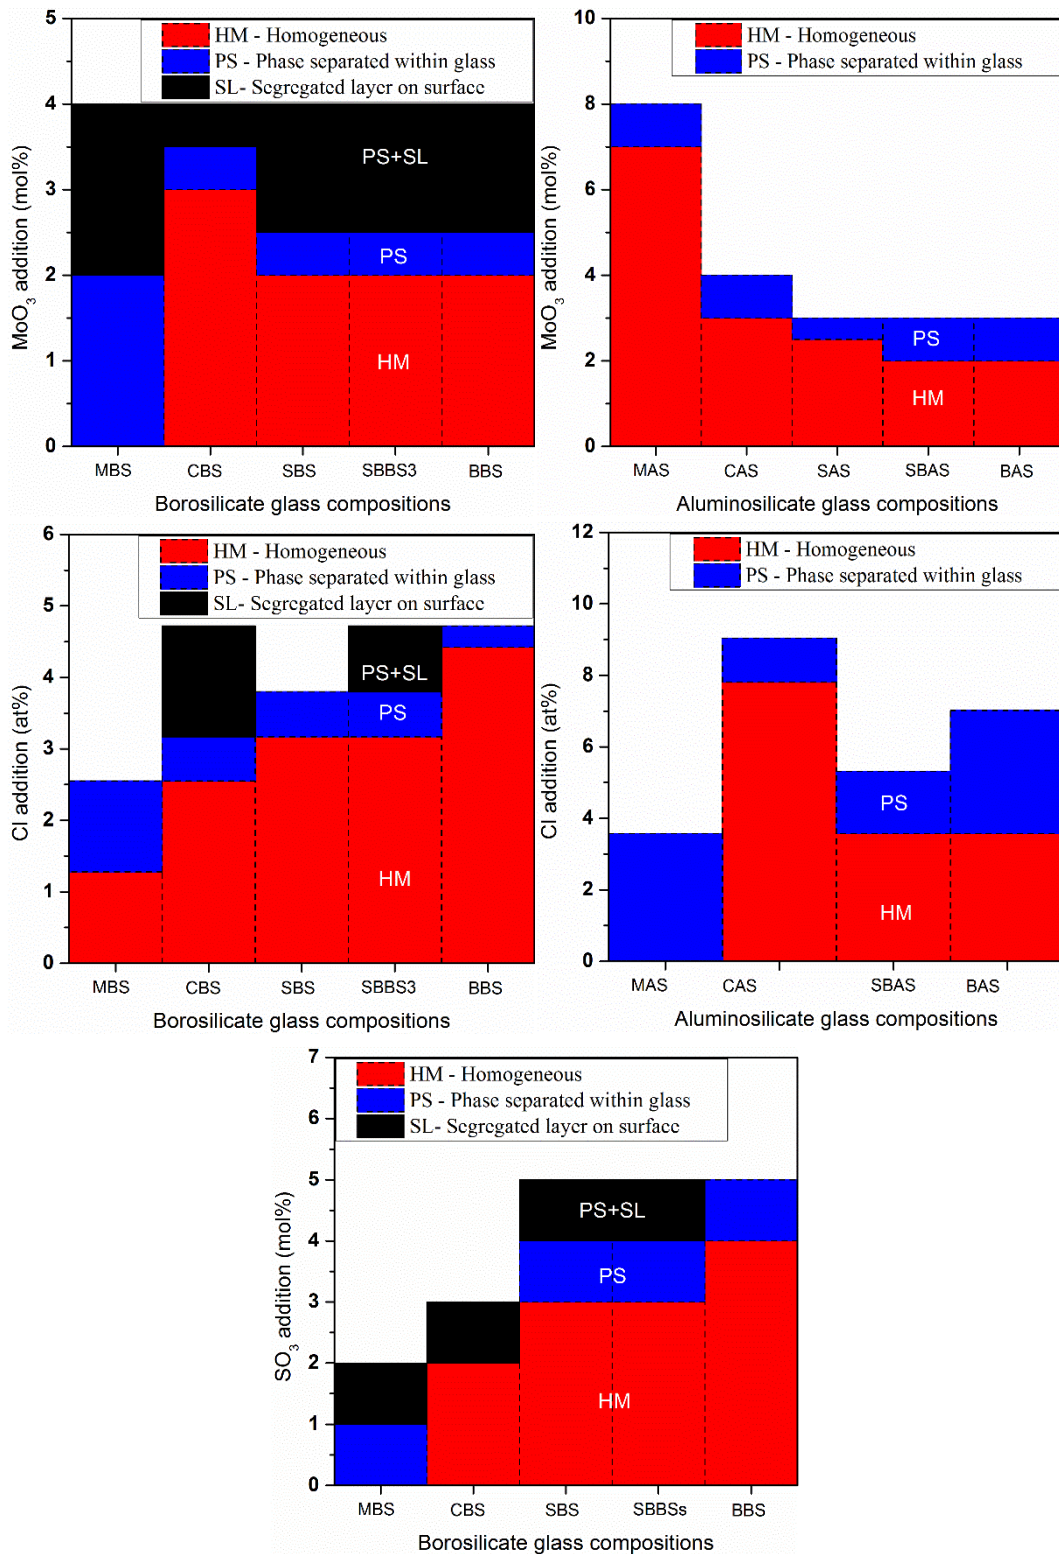 HM - Homogeneous
PS - Phase separated within glass
SL- Segregated layer on surface
5
4
3
2
1
0
MoO3 addition (mol%)
PS+SL
PS
HM
MBS CBS SBS SBBS3 BBS
Borosilicate glass compositions
HM - Homogeneous
PS - Phase separated within glass
10
8
6
4
2
0
MoO3 addition (mol%)
PS
HM
MAS CAS SAS SBAS BAS
Aluminosilicate glass compositions
HM - Homogeneous
PS - Phase separated within glass
SL- Segregated layer on surface
6
5
4
3
2
1
0
Cl addition (at%)
PS+SL
PS
HM
MBS CBS SBS SBBS3 BBS
Borosilicate glass compositions
HM - Homogeneous
PS - Phase separated within glass
12
10
8
6
4
2
0
Cl addition (at%)
PS
HM
MAS CAS SBAS BAS
Aluminosilicate glass compositions
HM - Homogeneous
PS - Phase separated within glass
SL- Segregated layer on surface
7
6
5
4
3
2
1
0
SO3 addition (mol%)
PS+SL
PS
HM
MBS CBS SBS SBBSs BBS
Borosilicate glass compositions